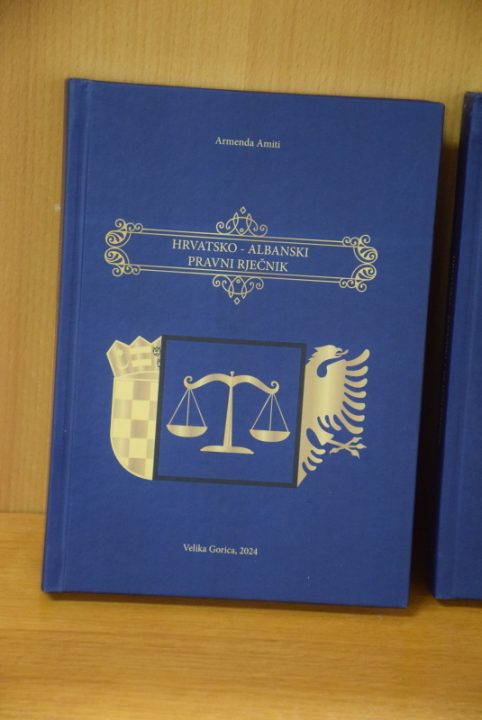 Armenda Amiti
HRVATSKO - ALBANSKI
PRAVNI RJEČNIK
Velika Gorica, 2024